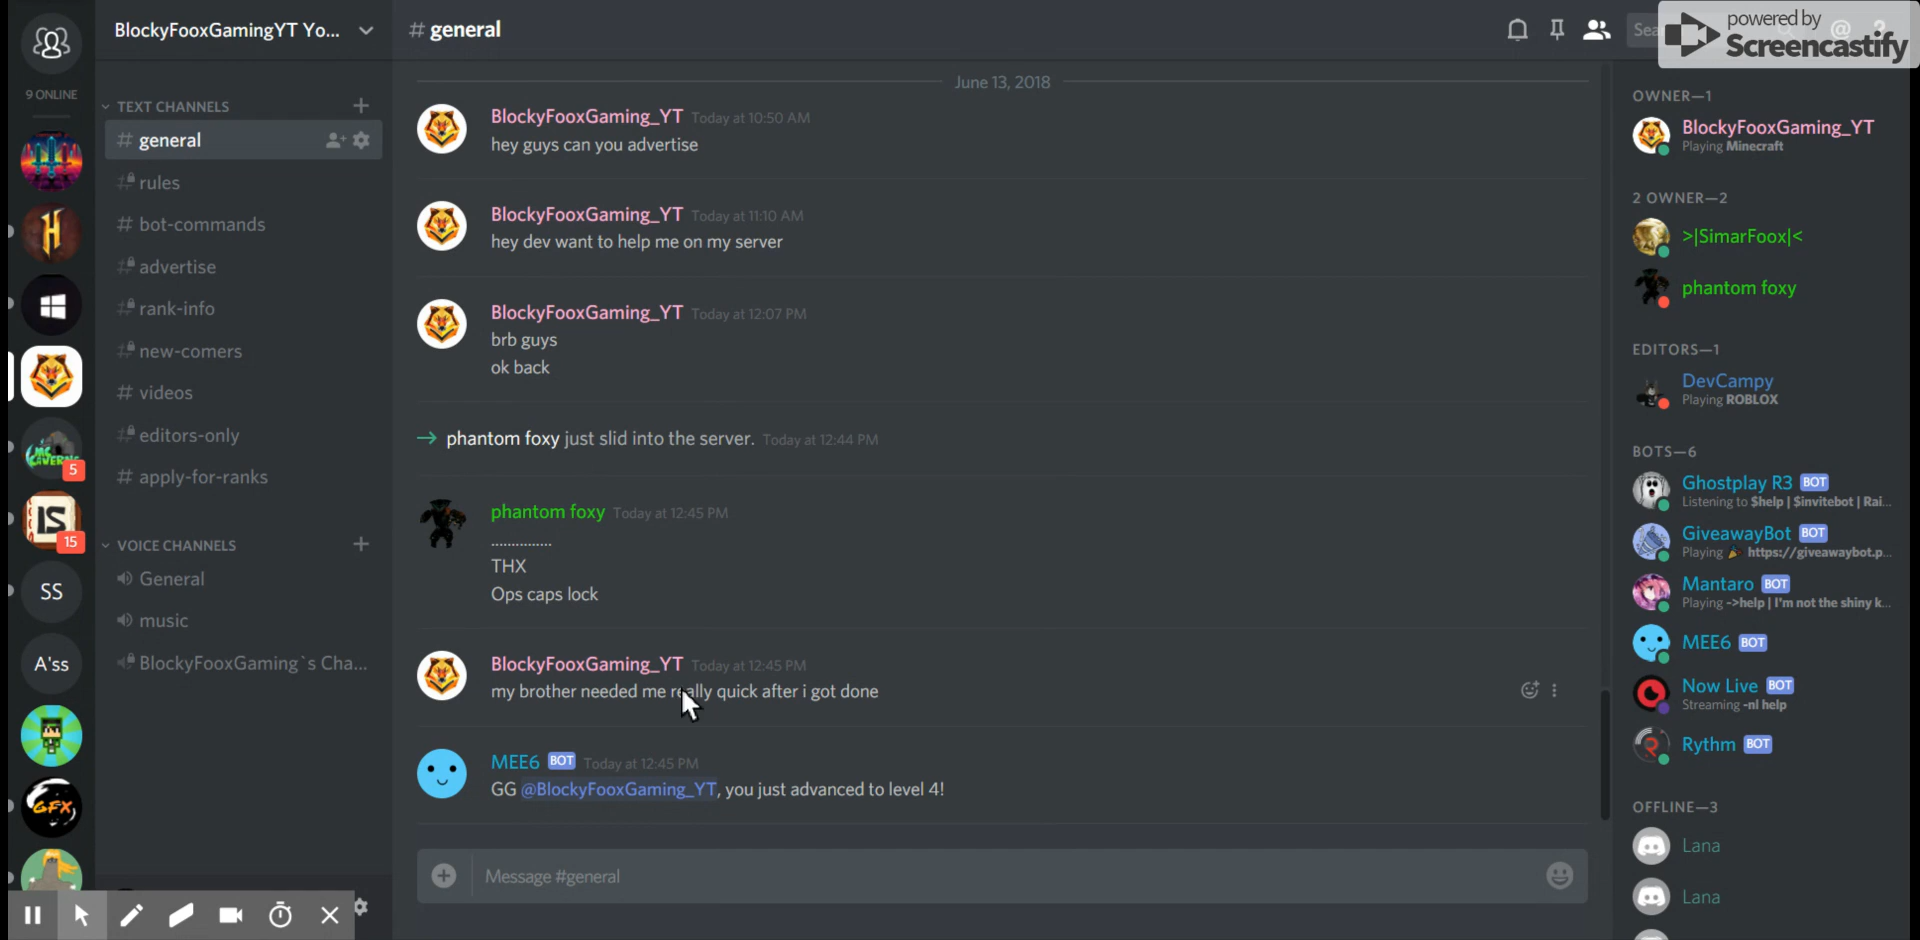 9 ONLINE
5
IS
15
SS
A'ss
GFX
BlockyFooxGamingYT Yo...
TEXT CHANNELS
# general
# rules
# bot-commands
# advertise
# rank-info
# new-comers
# videos
# editors-only
# apply-for-ranks
VOICE CHANNELS
General
music
BlockyFooxGaming`s Cha...
# general
Sea
powered by
Screencastify
June 13, 2018
BlockyFooxGaming_YT Today at 10:50 AM
hey guys can you advertise
BlockyFooxGaming_YT Today at 11:10 AM
hey dev want to help me on my server
BlockyFooxGaming_YT Today at 12:07 PM
brb guys
ok back
phantom foxy just slid into the server. Today at 12:44 PM
phantom foxy Today at 12:45 PM
...............
THX
Ops caps lock
BlockyFooxGaming_YT Today at 12:45 PM
my brother needed me really quick after i got done
MEE6 BOT Today at 12:45 PM
GG @BlockyFooxGaming_YT, you just advanced to level 4!
Message #general
OWNER—1
BlockyFooxGaming_YT
Playing Minecraft
2 OWNER—2
>|SimarFoox|<
phantom foxy
EDITORS—1
DevCampy
Playing ROBLOX
BOTS—6
Ghostplay R3 BOT
Listening to $help | $invitebot | Rai...
GiveawayBot BOT
Playing 🎉 https://giveawaybot.p...
Mantaro BOT
Playing ->help | I'm not the shiny k...
MEE6 BOT
Now Live BOT
Streaming -nl help
Rythm BOT
OFFLINE—3
Lana
Lana